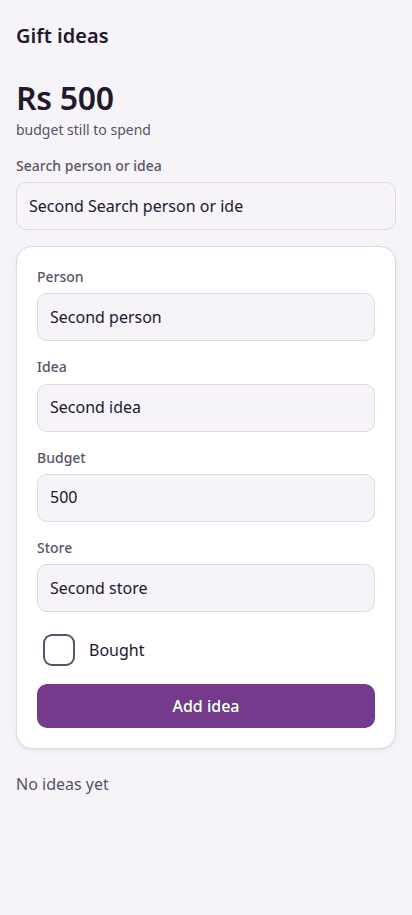 Gift ideas
Rs 500
budget still to spend
Search person or idea
Second Search person or ide
Person
Second person
Idea
Second idea
Budget
500
Store
Second store
Bought
Add idea
No ideas yet